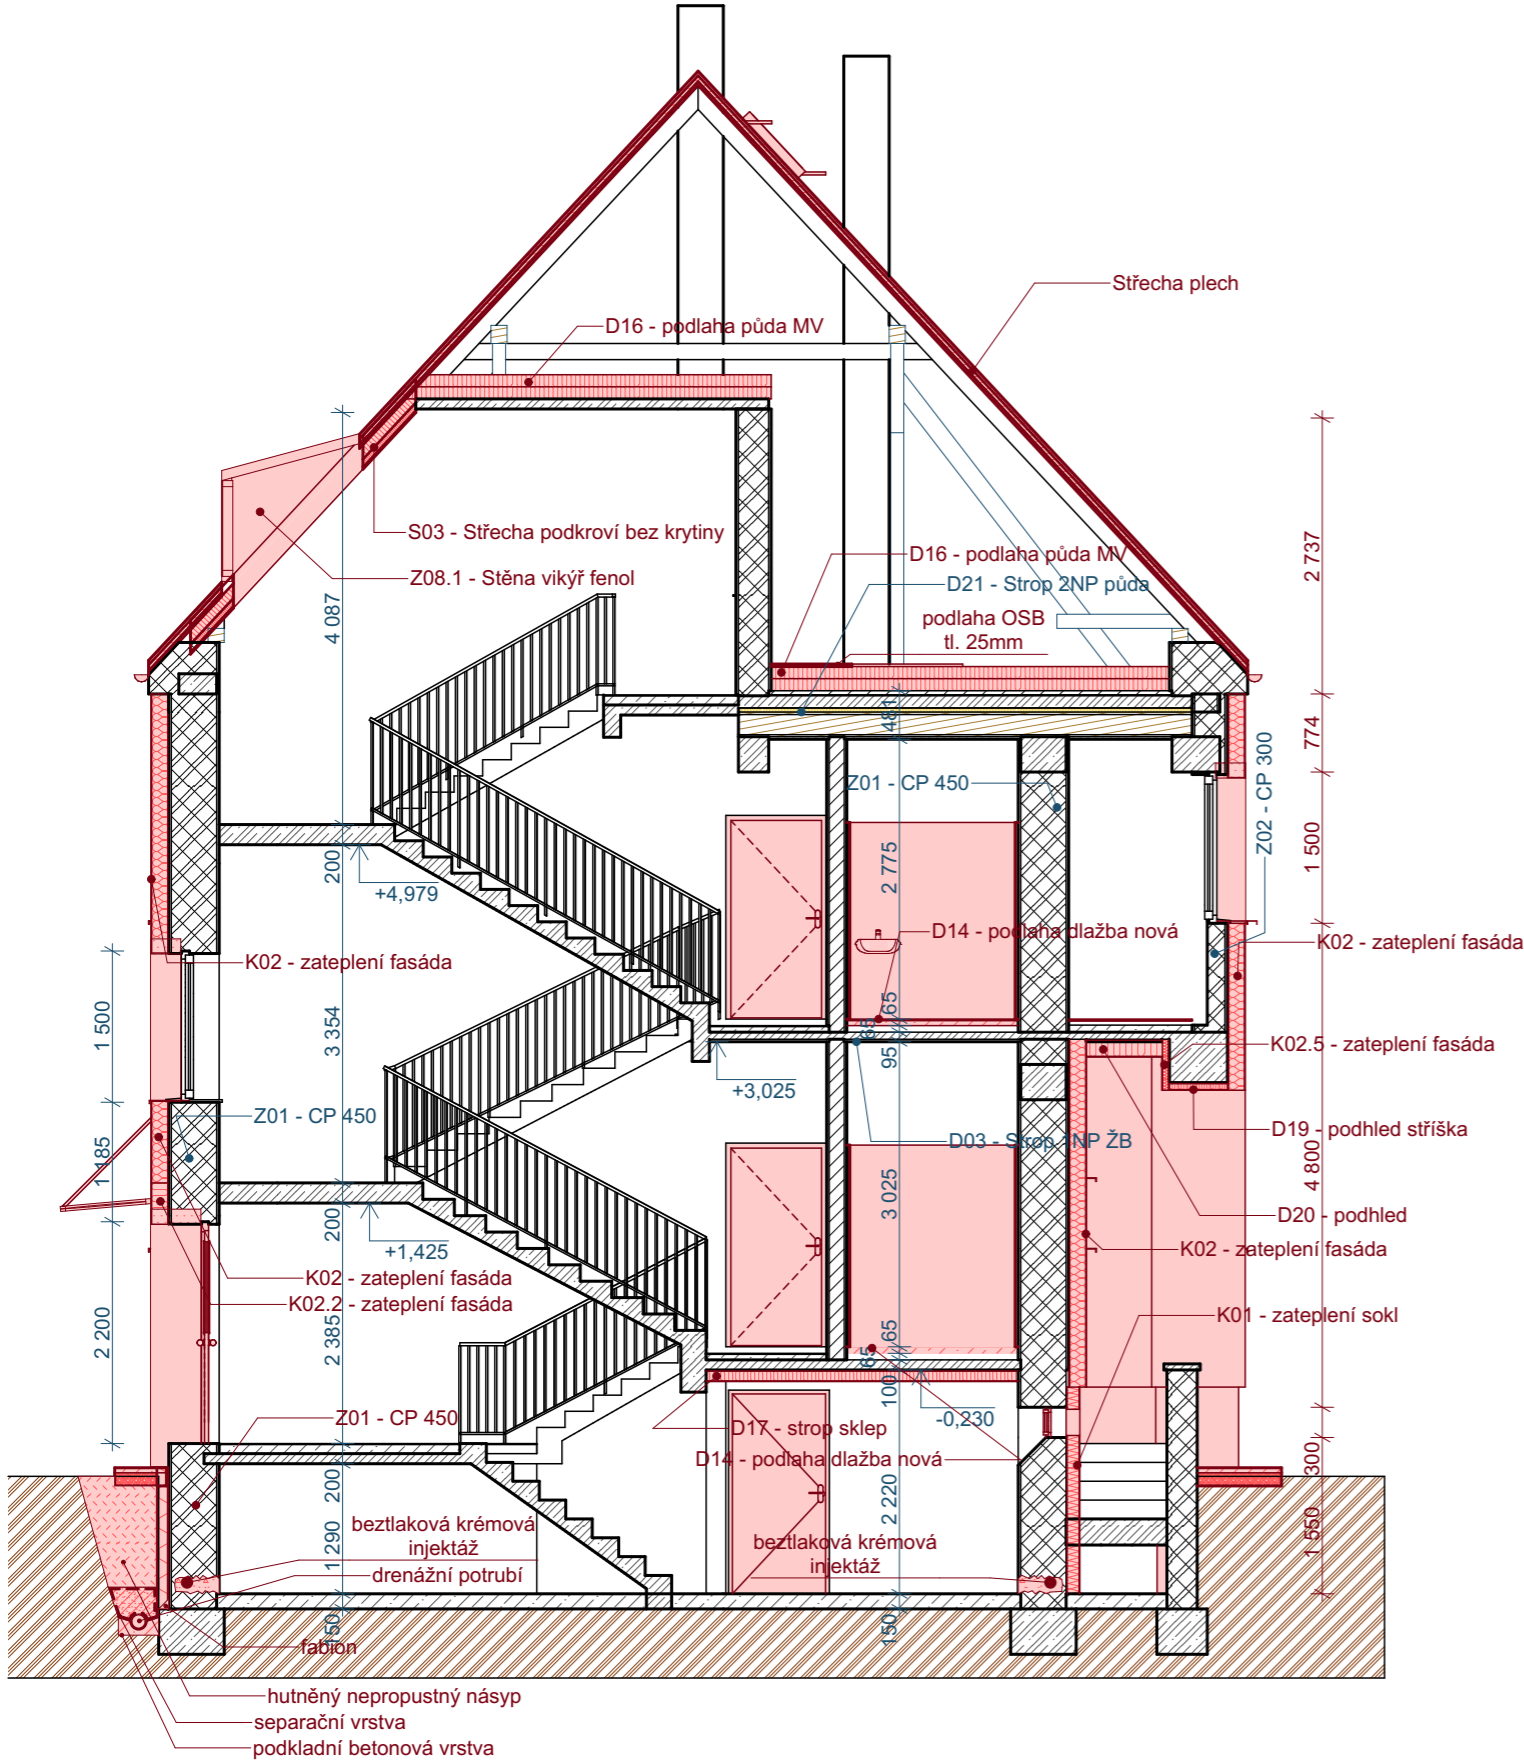 Střecha plech
D16 - podlaha půda MV
S03 - Střecha podkroví bez krytiny
Z08.1 - Stěna vikýř fenol
D16 - podlaha půda MV
D21 - Strop 2NP půda
podlaha OSB
tl. 25mm
4 087
2 737
481
774
Z01 - CP 450
Z02 - CP 300
1 500
2 775
200
+4,979
D14 - podlaha dlažba nová
K02 - zateplení fasáda
K02 - zateplení fasáda
1 500
3 354
65
65
95
K02.5 - zateplení fasáda
+3,025
Z01 - CP 450
D03 - Strop 1NP ŽB
D19 - podhled stříška
1 185
4 800
3 025
200
D20 - podhled
+1,425
K02 - zateplení fasáda
K02 - zateplení fasáda
K02.2 - zateplení fasáda
K01 - zateplení sokl
2 200
2 385
65
65
100
-0,230
Z01 - CP 450
D17 - strop sklep
D14 - podlaha dlažba nová
300
200
2 220
1 290
1 550
beztlaková krémová
injektáž
beztlaková krémová
injektáž
drenážní potrubí
150
150
fabion
hutněný nepropustný násyp
separační vrstva
podkladní betonová vrstva